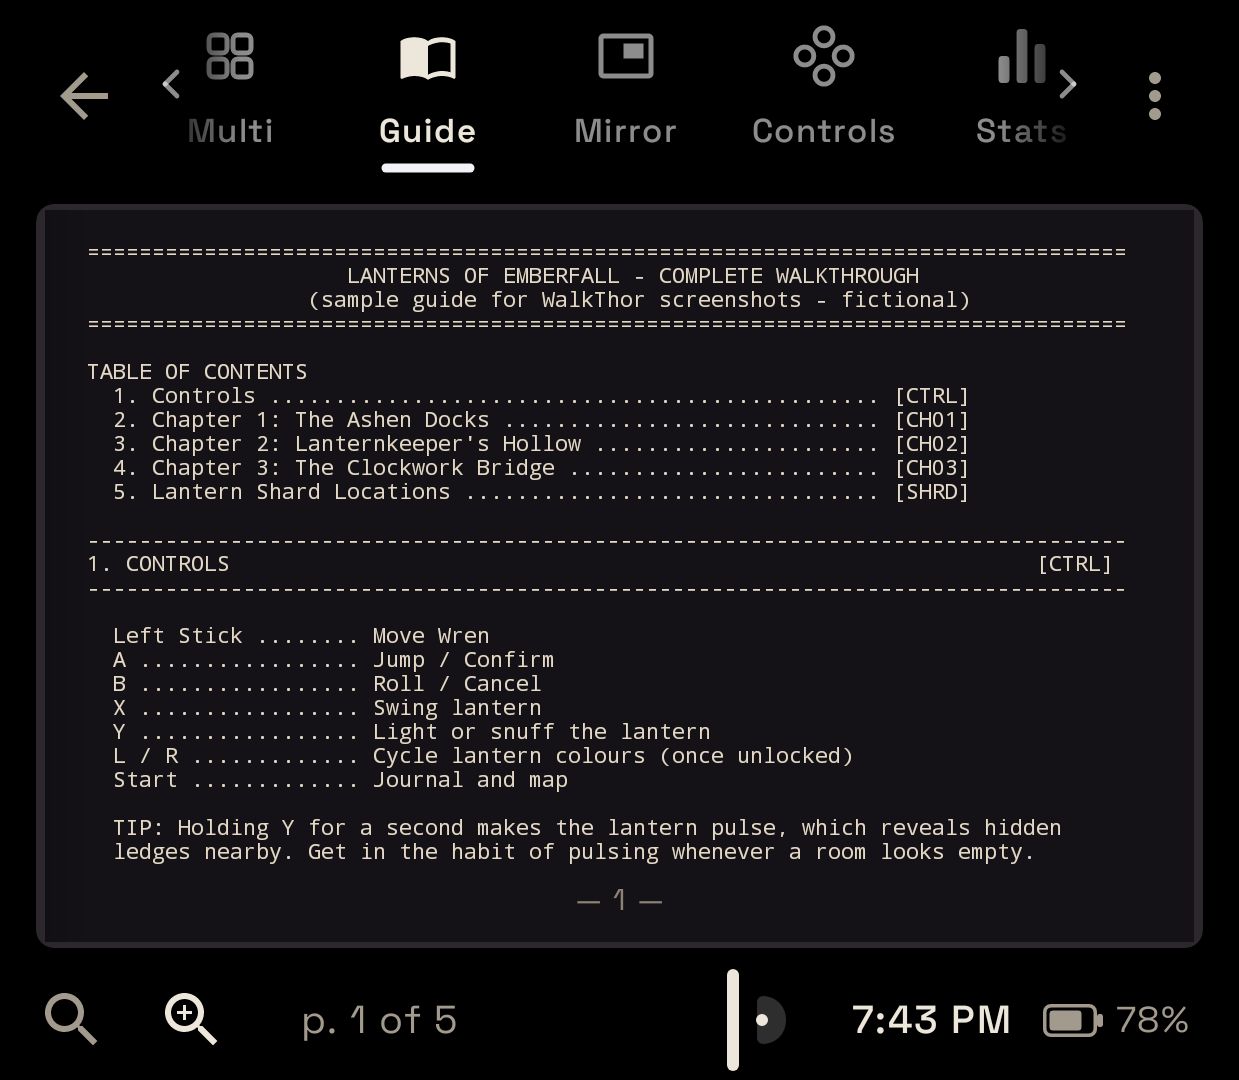 Multi
Guide
Mirror
Controls
Stats
================================================================================
LANTERNS OF EMBERFALL - COMPLETE WALKTHROUGH
(sample guide for WalkThor screenshots - fictional)
================================================================================
TABLE OF CONTENTS
1. Controls ............................................... [CTRL]
2. Chapter 1: The Ashen Docks ............................. [CH01]
3. Chapter 2: Lanternkeeper's Hollow ...................... [CH02]
4. Chapter 3: The Clockwork Bridge ........................ [CH03]
5. Lantern Shard Locations ................................ [SHRD]
--------------------------------------------------------------------------------
1. CONTROLS [CTRL]
--------------------------------------------------------------------------------
Left Stick ........ Move Wren
A ................. Jump / Confirm
B ................. Roll / Cancel
X ................. Swing lantern
Y ................. Light or snuff the lantern
L / R ............. Cycle lantern colours (once unlocked)
Start ............. Journal and map
TIP: Holding Y for a second makes the lantern pulse, which reveals hidden
ledges nearby. Get in the habit of pulsing whenever a room looks empty.
— 1 —
p. 1 of 5
7:43 PM
78%